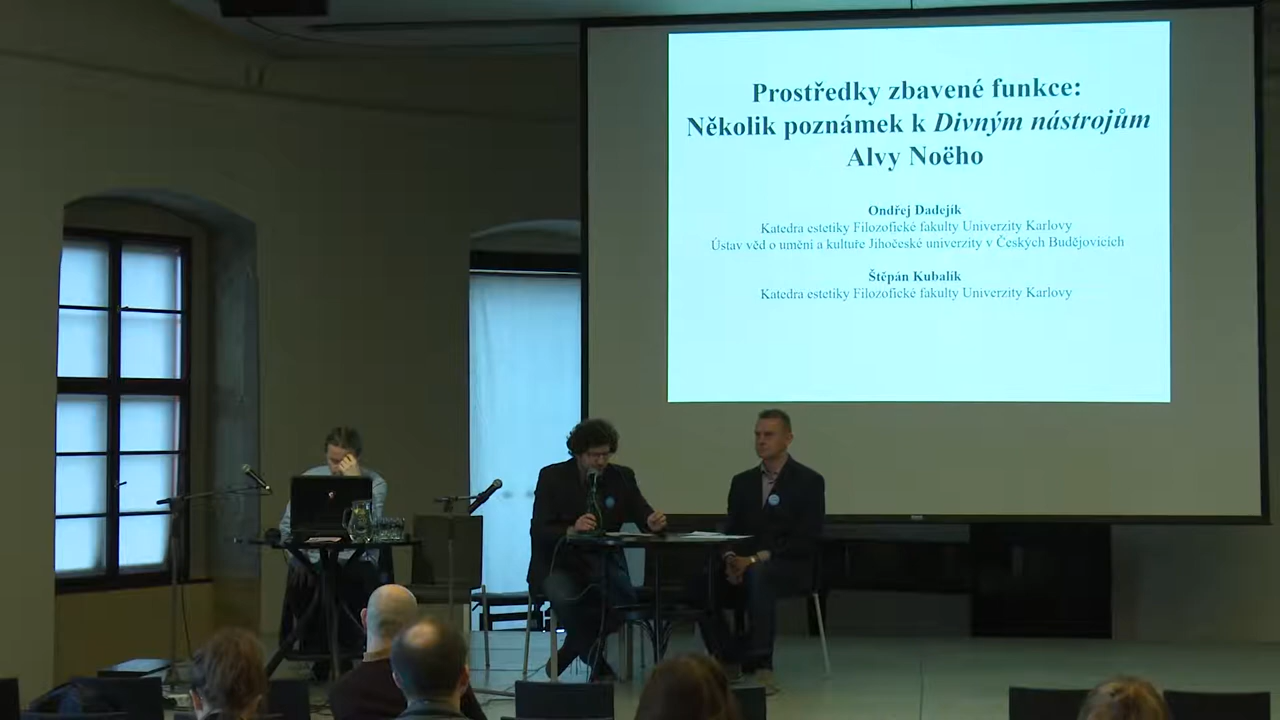 Prostředky zbavené funkce:
Několik poznámek k Divným nástrojům
Alvy Noëho
Ondřej Dadejík
Katedra estetiky Filozofické fakulty Univerzity Karlovy
Ústav věd o umění a kultuře Jihočeské univerzity v Českých Budějovicích
Štěpán Kubalík
Katedra estetiky Filozofické fakulty Univerzity Karlovy